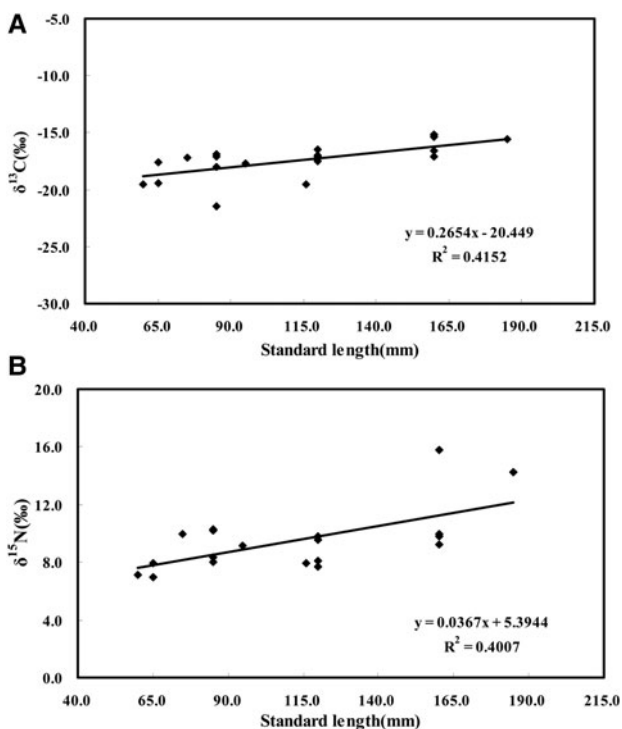 A
-5.0
-10.0
-15.0
-20.0
-25.0
-30.0
δ¹³C(‰)
y = 0.2654x - 20.449
R² = 0.4152
40.0 65.0 90.0 115.0 140.0 165.0 190.0 215.0
Standard length(mm)
B
20.0
16.0
12.0
8.0
4.0
0.0
δ¹⁵N(‰)
y = 0.0367x + 5.3944
R² = 0.4007
40.0 65.0 90.0 115.0 140.0 165.0 190.0 215.0
Standard length(mm)